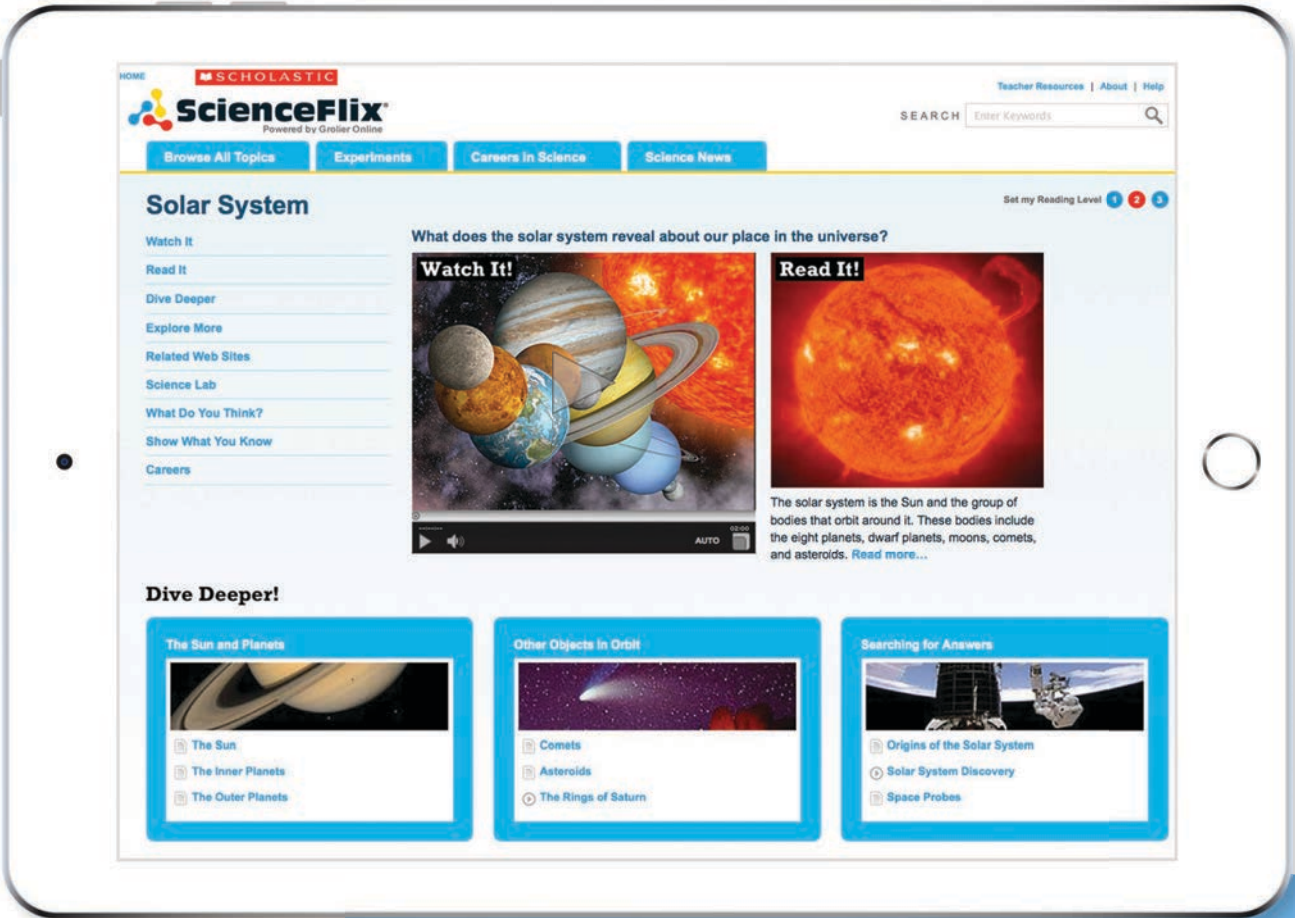 HOME
SCHOLASTIC
ScienceFlix
Powered by Grolier Online
Teacher Resources | About | Help
SEARCH Enter Keywords
Browse All Topics Experiments Careers in Science Science News
Solar System
Set my Reading Level 1 2 3
Watch It
Read It
Dive Deeper
Explore More
Related Web Sites
Science Lab
What Do You Think?
Show What You Know
Careers
What does the solar system reveal about our place in the universe?
Watch It!
02:00
AUTO
Read It!
The solar system is the Sun and the group of
bodies that orbit around it. These bodies include
the eight planets, dwarf planets, moons, comets,
and asteroids. Read more...
Dive Deeper!
The Sun and Planets
The Sun
The Inner Planets
The Outer Planets
Other Objects in Orbit
Comets
Asteroids
The Rings of Saturn
Searching for Answers
Origins of the Solar System
Solar System Discovery
Space Probes